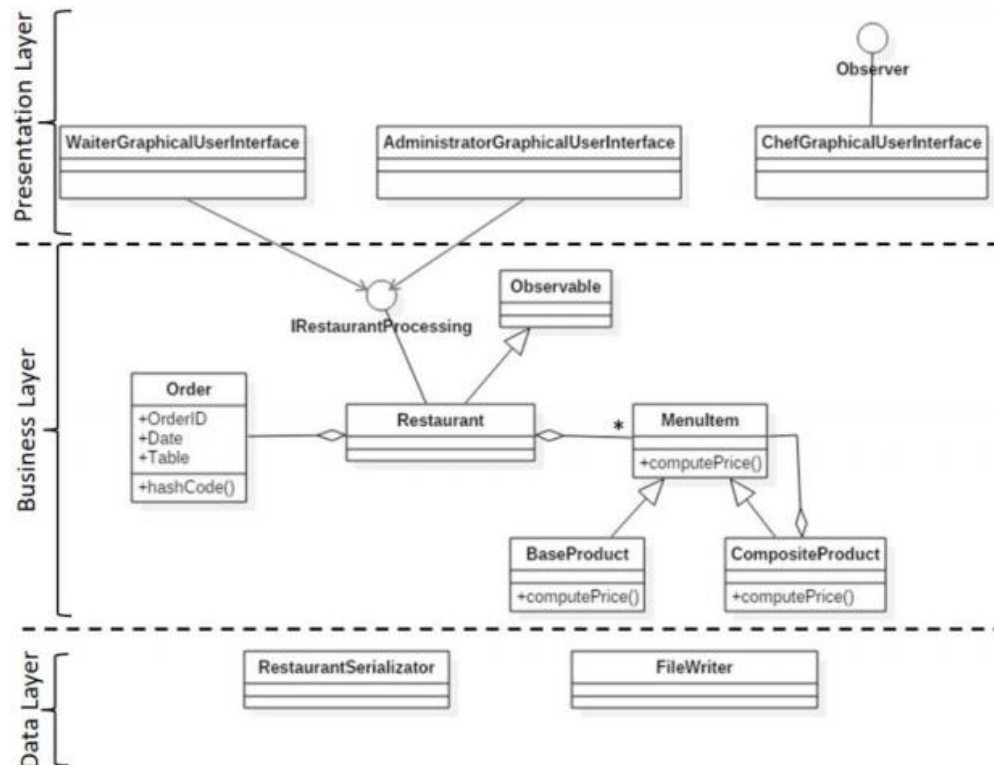 Presentation Layer
Observer
WaiterGraphicalUserInterface
AdministratorGraphicalUserInterface
ChefGraphicalUserInterface
Business Layer
Observable
IRestaurantProcessing
Order
+OrderID
+Date
+Table
+hashCode()
Restaurant
*
MenuItem
+computePrice()
BaseProduct
+computePrice()
CompositeProduct
+computePrice()
Data Layer
RestaurantSerializator
FileWriter